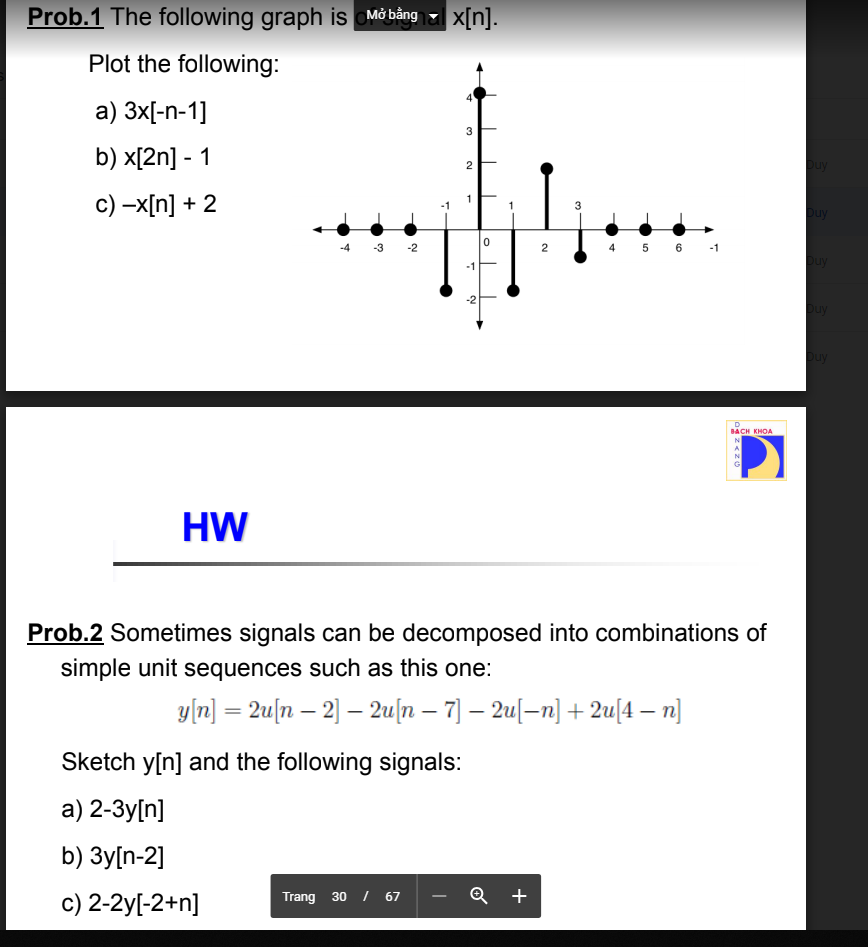 Prob.1 The following graph is of signal x[n].
Mở bằng
Plot the following:
a) 3x[-n-1]
b) x[2n] - 1
c) –x[n] + 2
4
3
2
1
-1 1 3
0
-4 -3 -2 2 4 5 6 -1
-1
-2
Duy
Duy
Duy
Duy
Duy
BACH KHOA
DANANG
HW
Prob.2 Sometimes signals can be decomposed into combinations of
simple unit sequences such as this one:
y[n] = 2u[n − 2] − 2u[n − 7] − 2u[−n] + 2u[4 − n]
Sketch y[n] and the following signals:
a) 2-3y[n]
b) 3y[n-2]
c) 2-2y[-2+n]
Trang 30 / 67